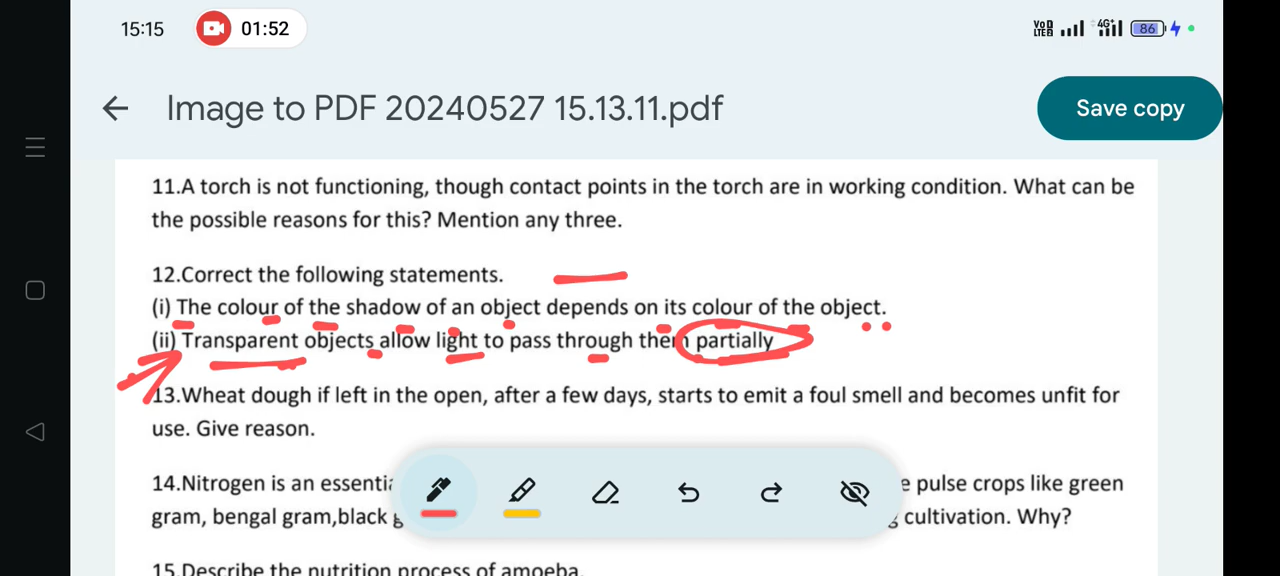 15:15 01:52 VoD LTE2 4G+ 86
Image to PDF 20240527 15.13.11.pdf Save copy
11.A torch is not functioning, though contact points in the torch are in working condition. What can be
the possible reasons for this? Mention any three.
12.Correct the following statements.
(i) The colour of the shadow of an object depends on its colour of the object.
(ii) Transparent objects allow light to pass through them partially
13.Wheat dough if left in the open, after a few days, starts to emit a foul smell and becomes unfit for
use. Give reason.
14.Nitrogen is an pulse crops like green
gram, bengal gram,black cultivation. Why?
15.Describe the nutrition process of amoeba.